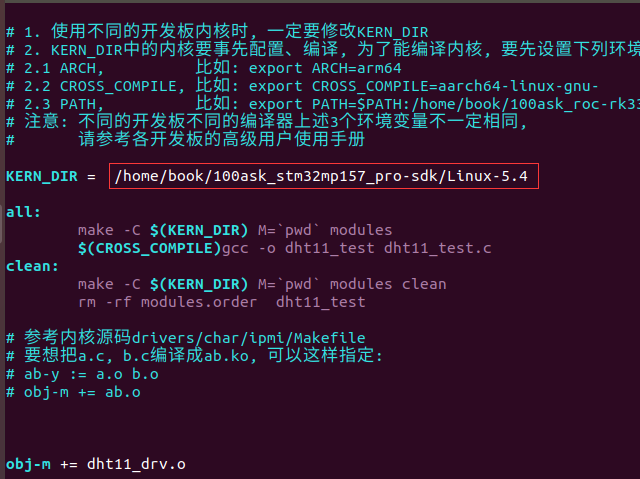 # 1. 使用不同的开发板内核时, 一定要修改KERN_DIR
# 2. KERN_DIR中的内核要事先配置、编译, 为了能编译内核, 要先设置下列环境
# 2.1 ARCH,          比如: export ARCH=arm64
# 2.2 CROSS_COMPILE, 比如: export CROSS_COMPILE=aarch64-linux-gnu-
# 2.3 PATH,          比如: export PATH=$PATH:/home/book/100ask_roc-rk33
# 注意: 不同的开发板不同的编译器上述3个环境变量不一定相同,
#       请参考各开发板的高级用户使用手册
KERN_DIR = /home/book/100ask_stm32mp157_pro-sdk/Linux-5.4
all:
        make -C $(KERN_DIR) M=`pwd` modules
        $(CROSS_COMPILE)gcc -o dht11_test dht11_test.c
clean:
        make -C $(KERN_DIR) M=`pwd` modules clean
        rm -rf modules.order  dht11_test
# 参考内核源码drivers/char/ipmi/Makefile
# 要想把a.c, b.c编译成ab.ko, 可以这样指定:
# ab-y := a.o b.o
# obj-m += ab.o
obj-m += dht11_drv.o